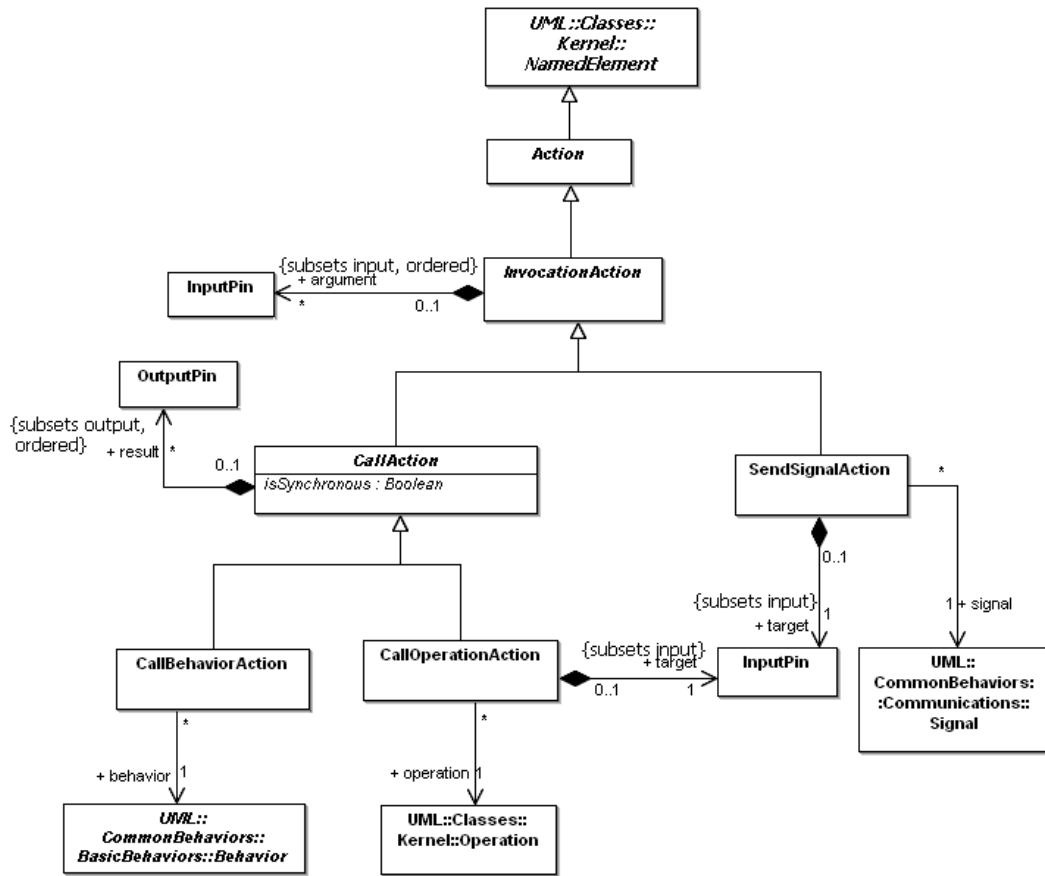 UML::Classes::
Kernel::
NamedElement
Action
{subsets input, ordered}
+ argument
InvocationAction
InputPin
*
0..1
OutputPin
{subsets output,
ordered}
+ result
*
0..1
CallAction
isSynchronous : Boolean
SendSignalAction
*
0..1
{subsets input}
1
+ target
1
+ signal
CallBehaviorAction
CallOperationAction
{subsets input}
+ target
0..1
1
InputPin
UML::
CommonBehaviors:
:Communications::
Signal
*
*
+ behavior
1
+ operation
1
UML::
CommonBehaviors::
BasicBehaviors::Behavior
UML::Classes::
Kernel::Operation